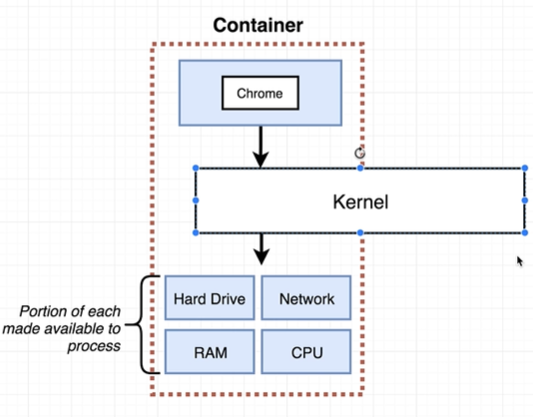 Container
Chrome
Kernel
Hard Drive
Network
Portion of each
made available to
process
RAM
CPU